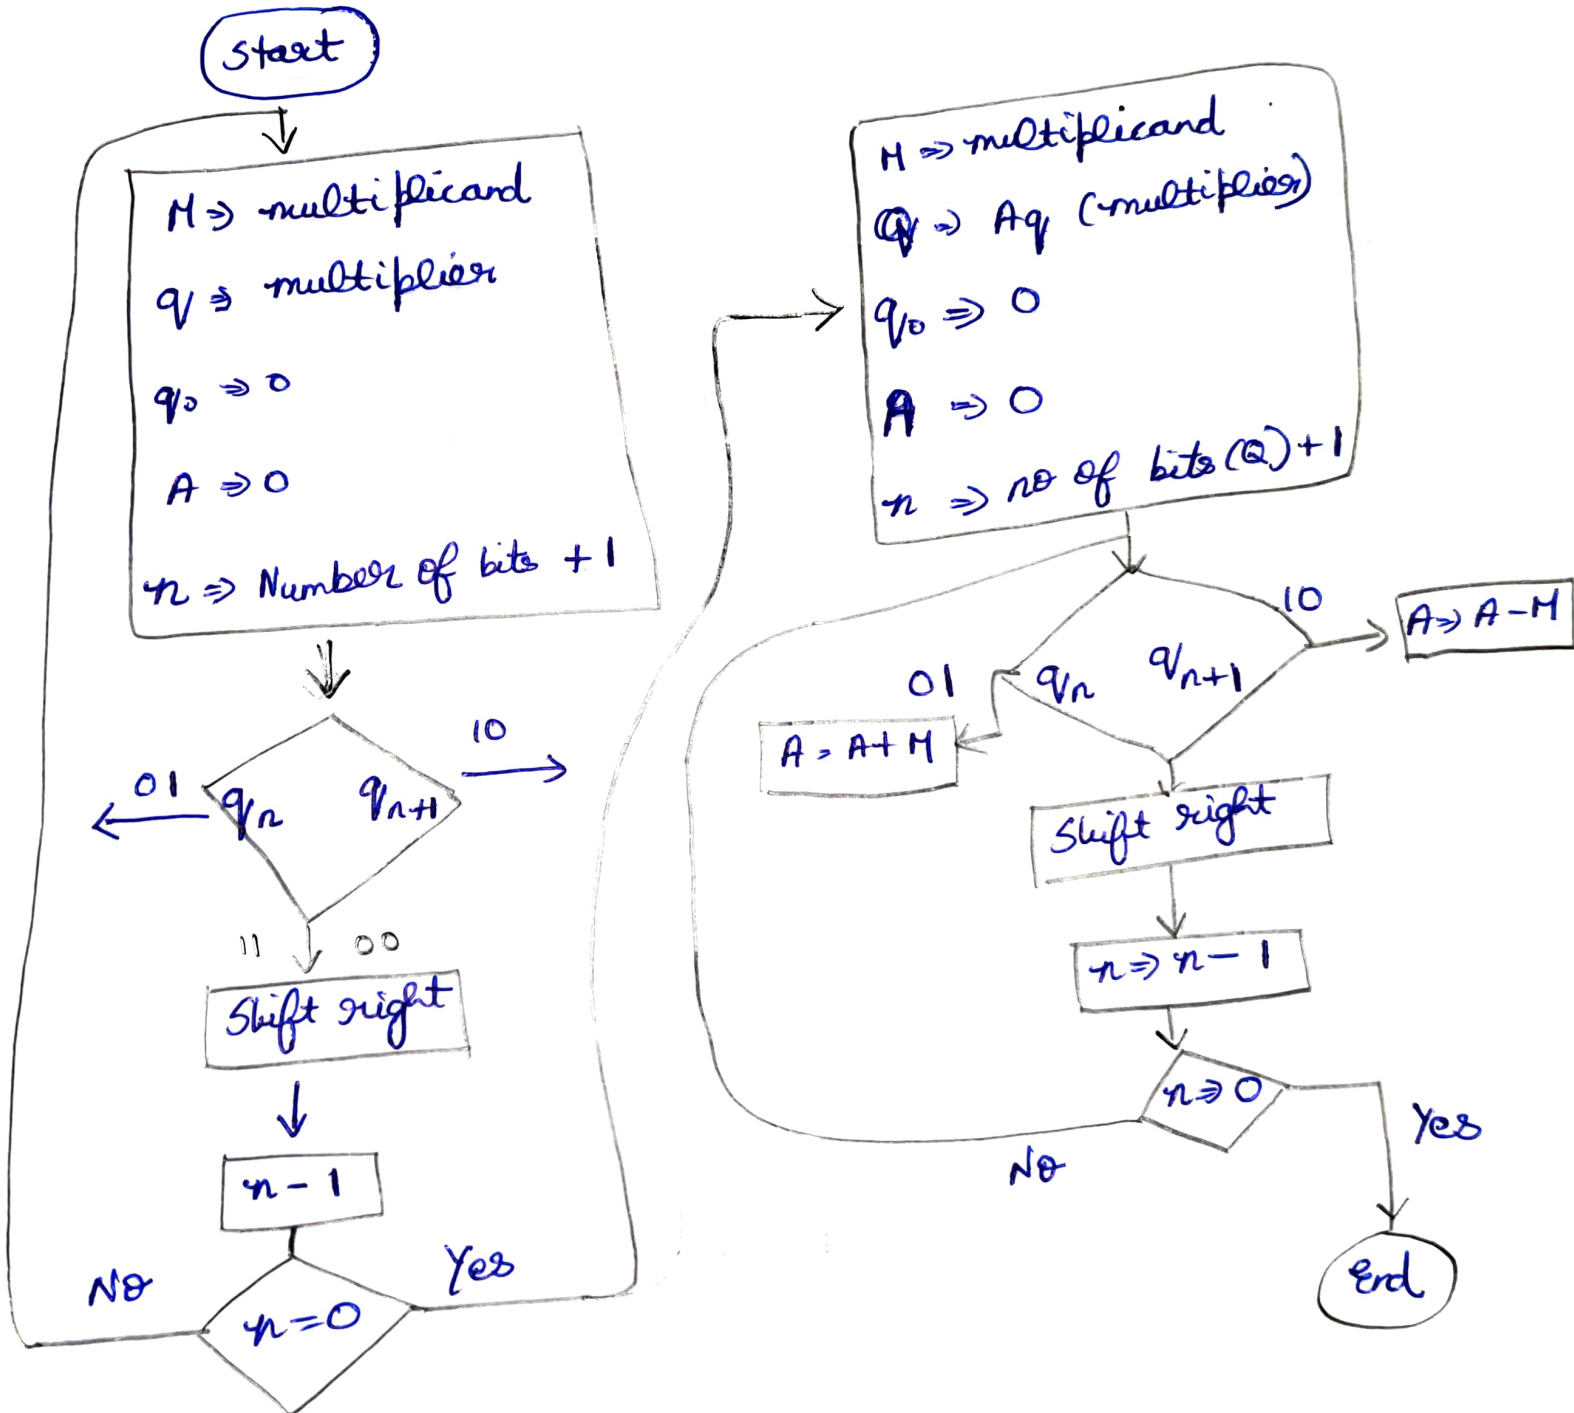 Start
M ⇒ multiplicand
q ⇒ multiplier
q₀ ⇒ 0
A ⇒ 0
n ⇒ Number of bits + 1
01
10
qn qn+1
11 00
Shift right
n - 1
n = 0
No
Yes
M ⇒ multiplicand
Q ⇒ Aq (multiplier)
q₀ ⇒ 0
A ⇒ 0
n ⇒ no of bits (Q) + 1
10
A ⇒ A - M
qn qn+1
01
A = A + M
Shift right
n ⇒ n - 1
n ⇒ 0
Yes
No
End